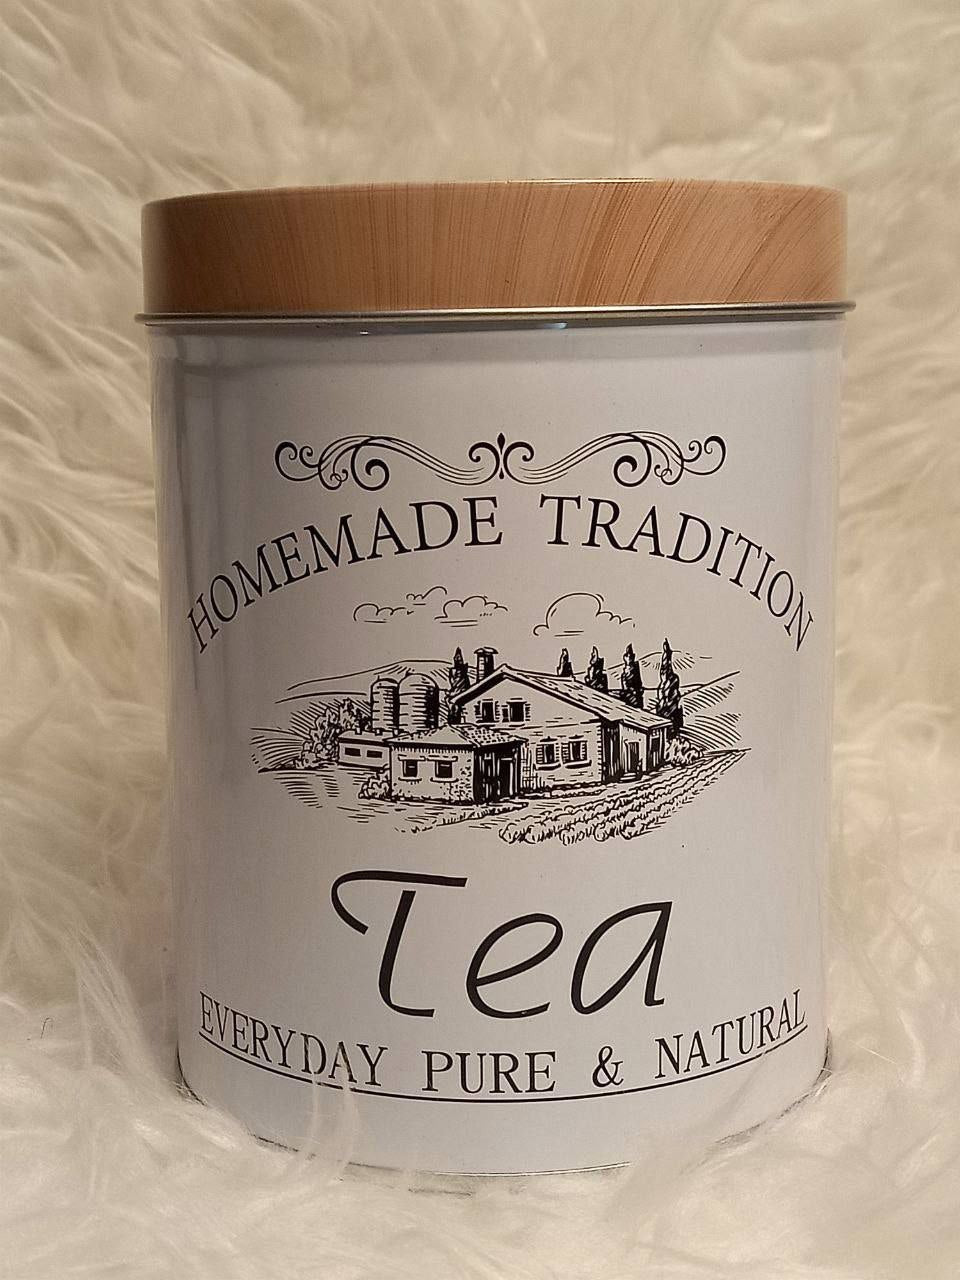 HOMEMADE TRADITION
Tea
EVERYDAY PURE & NATURAL